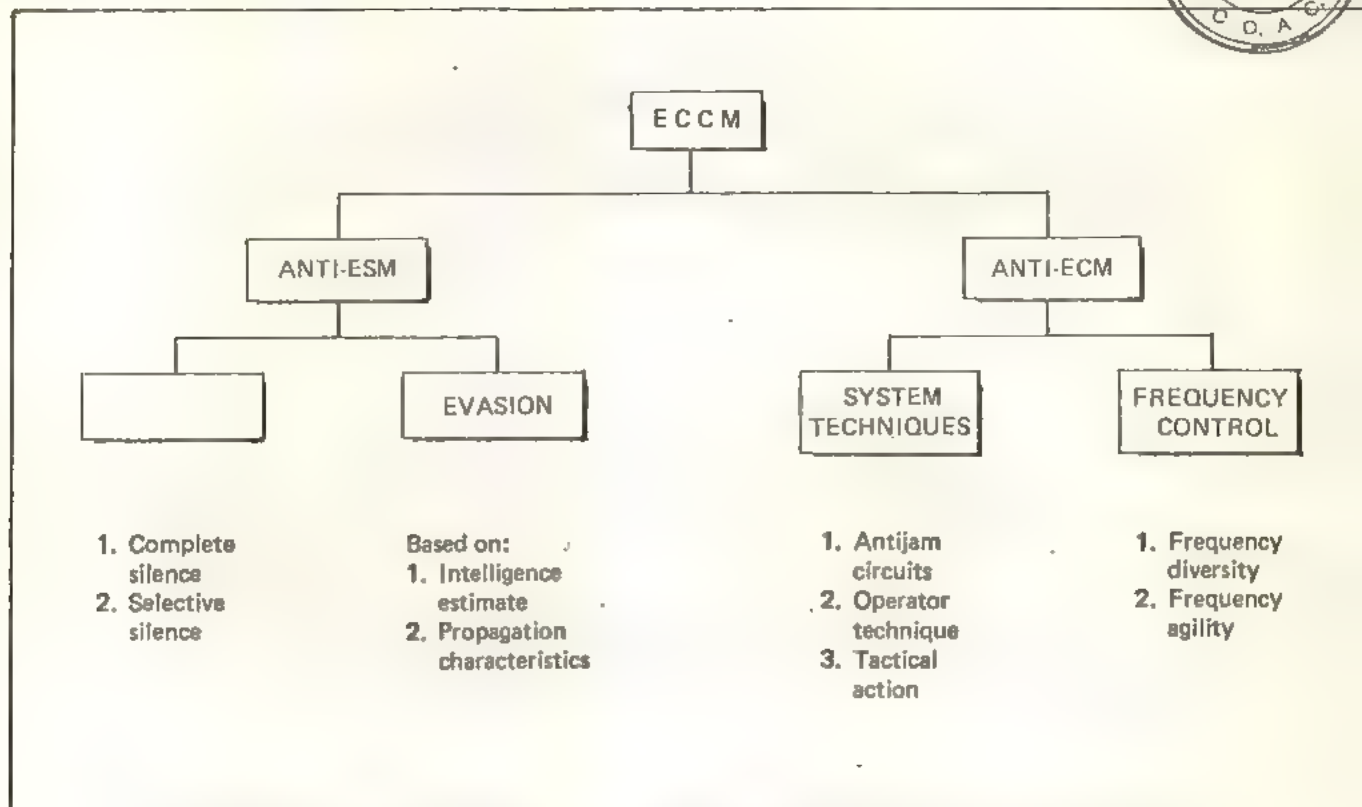 C O. A C.
ECCM
ANTI-ESM
ANTI-ECM
EVASION
SYSTEM
TECHNIQUES
FREQUENCY
CONTROL
1. Complete
silence
2. Selective
silence
Based on:
1. Intelligence
estimate
2. Propagation
characteristics
1. Antijam
circuits
2. Operator
technique
3. Tactical
action
1. Frequency
diversity
2. Frequency
agility